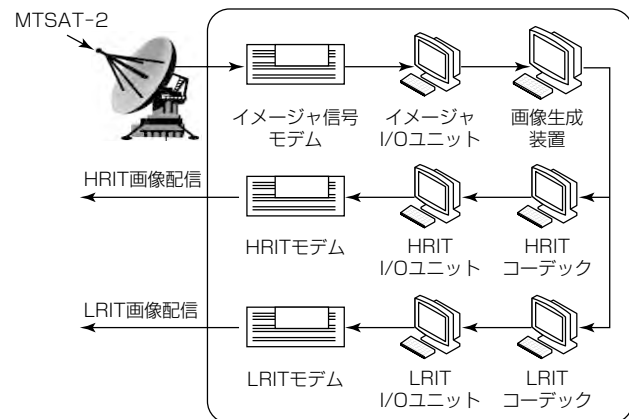 MTSAT-2
イメージャ信号
モデム
イメージャ
I/Oユニット
画像生成
装置
HRIT画像配信
HRITモデム
HRIT
I/Oユニット
HRIT
コーデック
LRIT画像配信
LRITモデム
LRIT
I/Oユニット
LRIT
コーデック